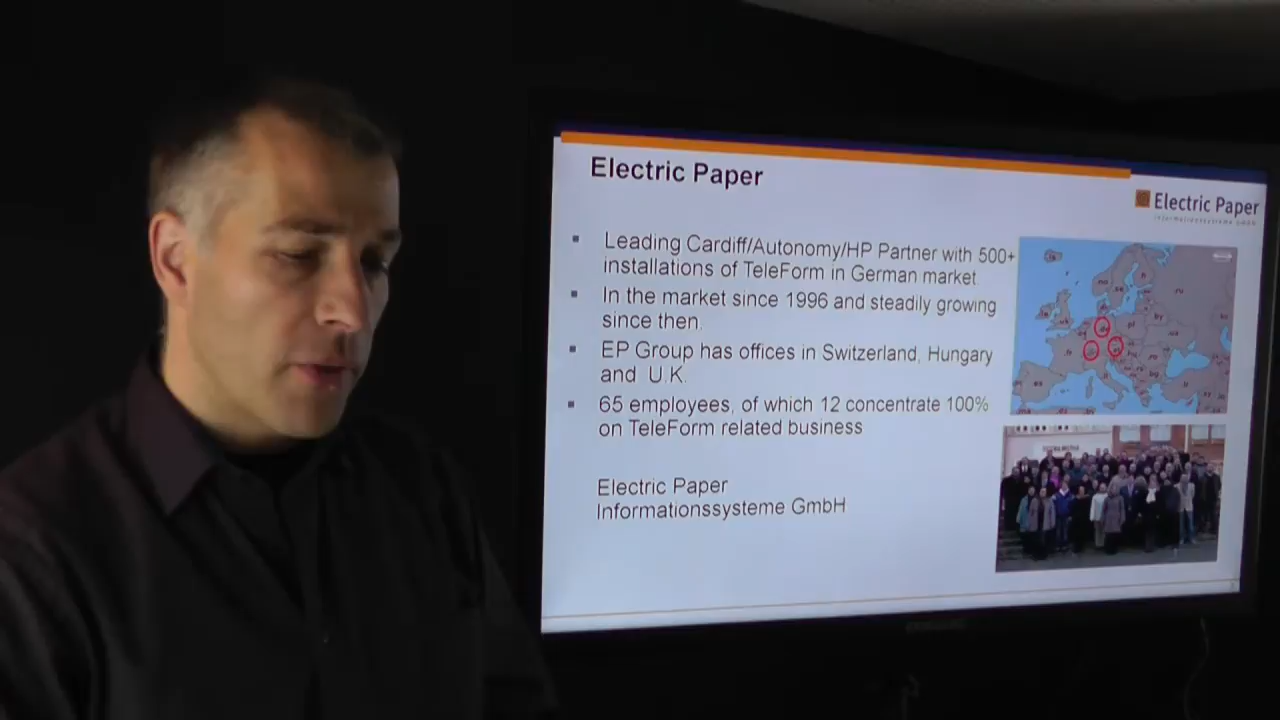 Electric Paper
Electric Paper
Informationssysteme GmbH
Leading Cardiff/Autonomy/HP Partner with 500+
installations of TeleForm in German market.
In the market since 1996 and steadily growing
since then.
EP Group has offices in Switzerland, Hungary
and U.K.
65 employees, of which 12 concentrate 100%
on TeleForm related business
Electric Paper
Informationssysteme GmbH